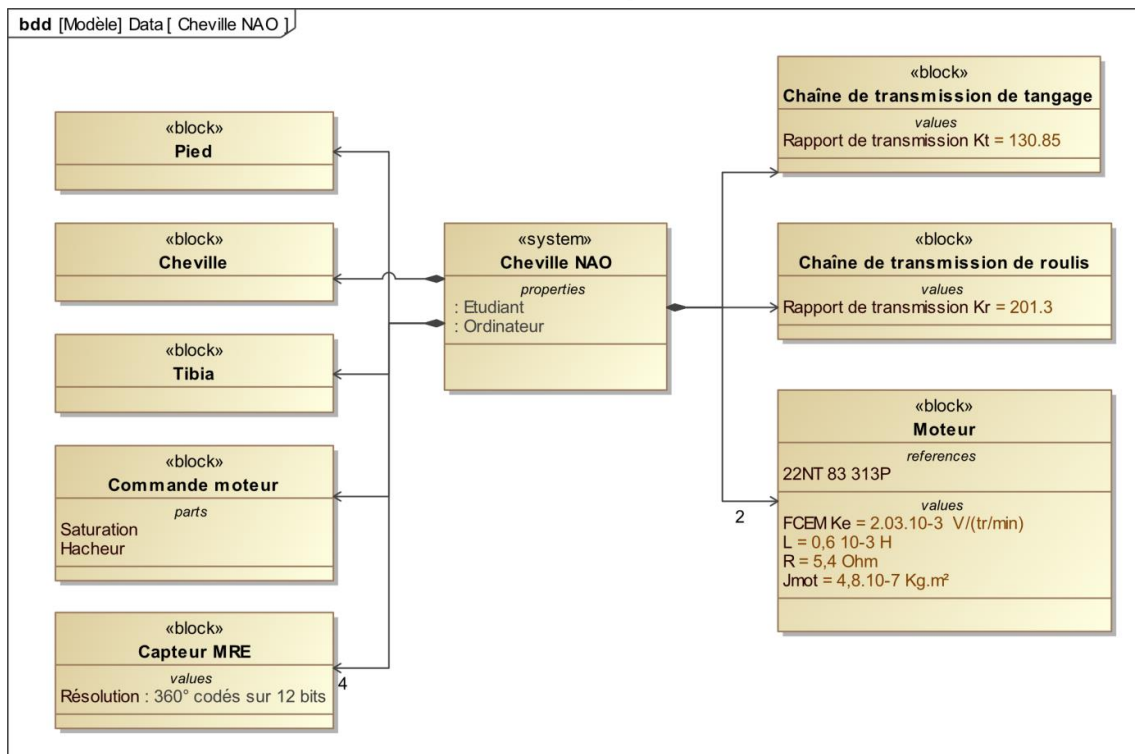 bdd [Modèle] Data [ Cheville NAO ]
«block»
Pied
«block»
Cheville
«block»
Tibia
«block»
Commande moteur
parts
Saturation
Hacheur
«block»
Capteur MRE
values
Résolution : 360° codés sur 12 bits
4
«system»
Cheville NAO
properties
: Etudiant
: Ordinateur
«block»
Chaîne de transmission de tangage
values
Rapport de transmission Kt = 130.85
«block»
Chaîne de transmission de roulis
values
Rapport de transmission Kr = 201.3
«block»
Moteur
references
22NT 83 313P
values
FCEM Ke = 2.03.10-3 V/(tr/min)
L = 0,6 10-3 H
R = 5,4 Ohm
Jmot = 4,8.10-7 Kg.m²
2